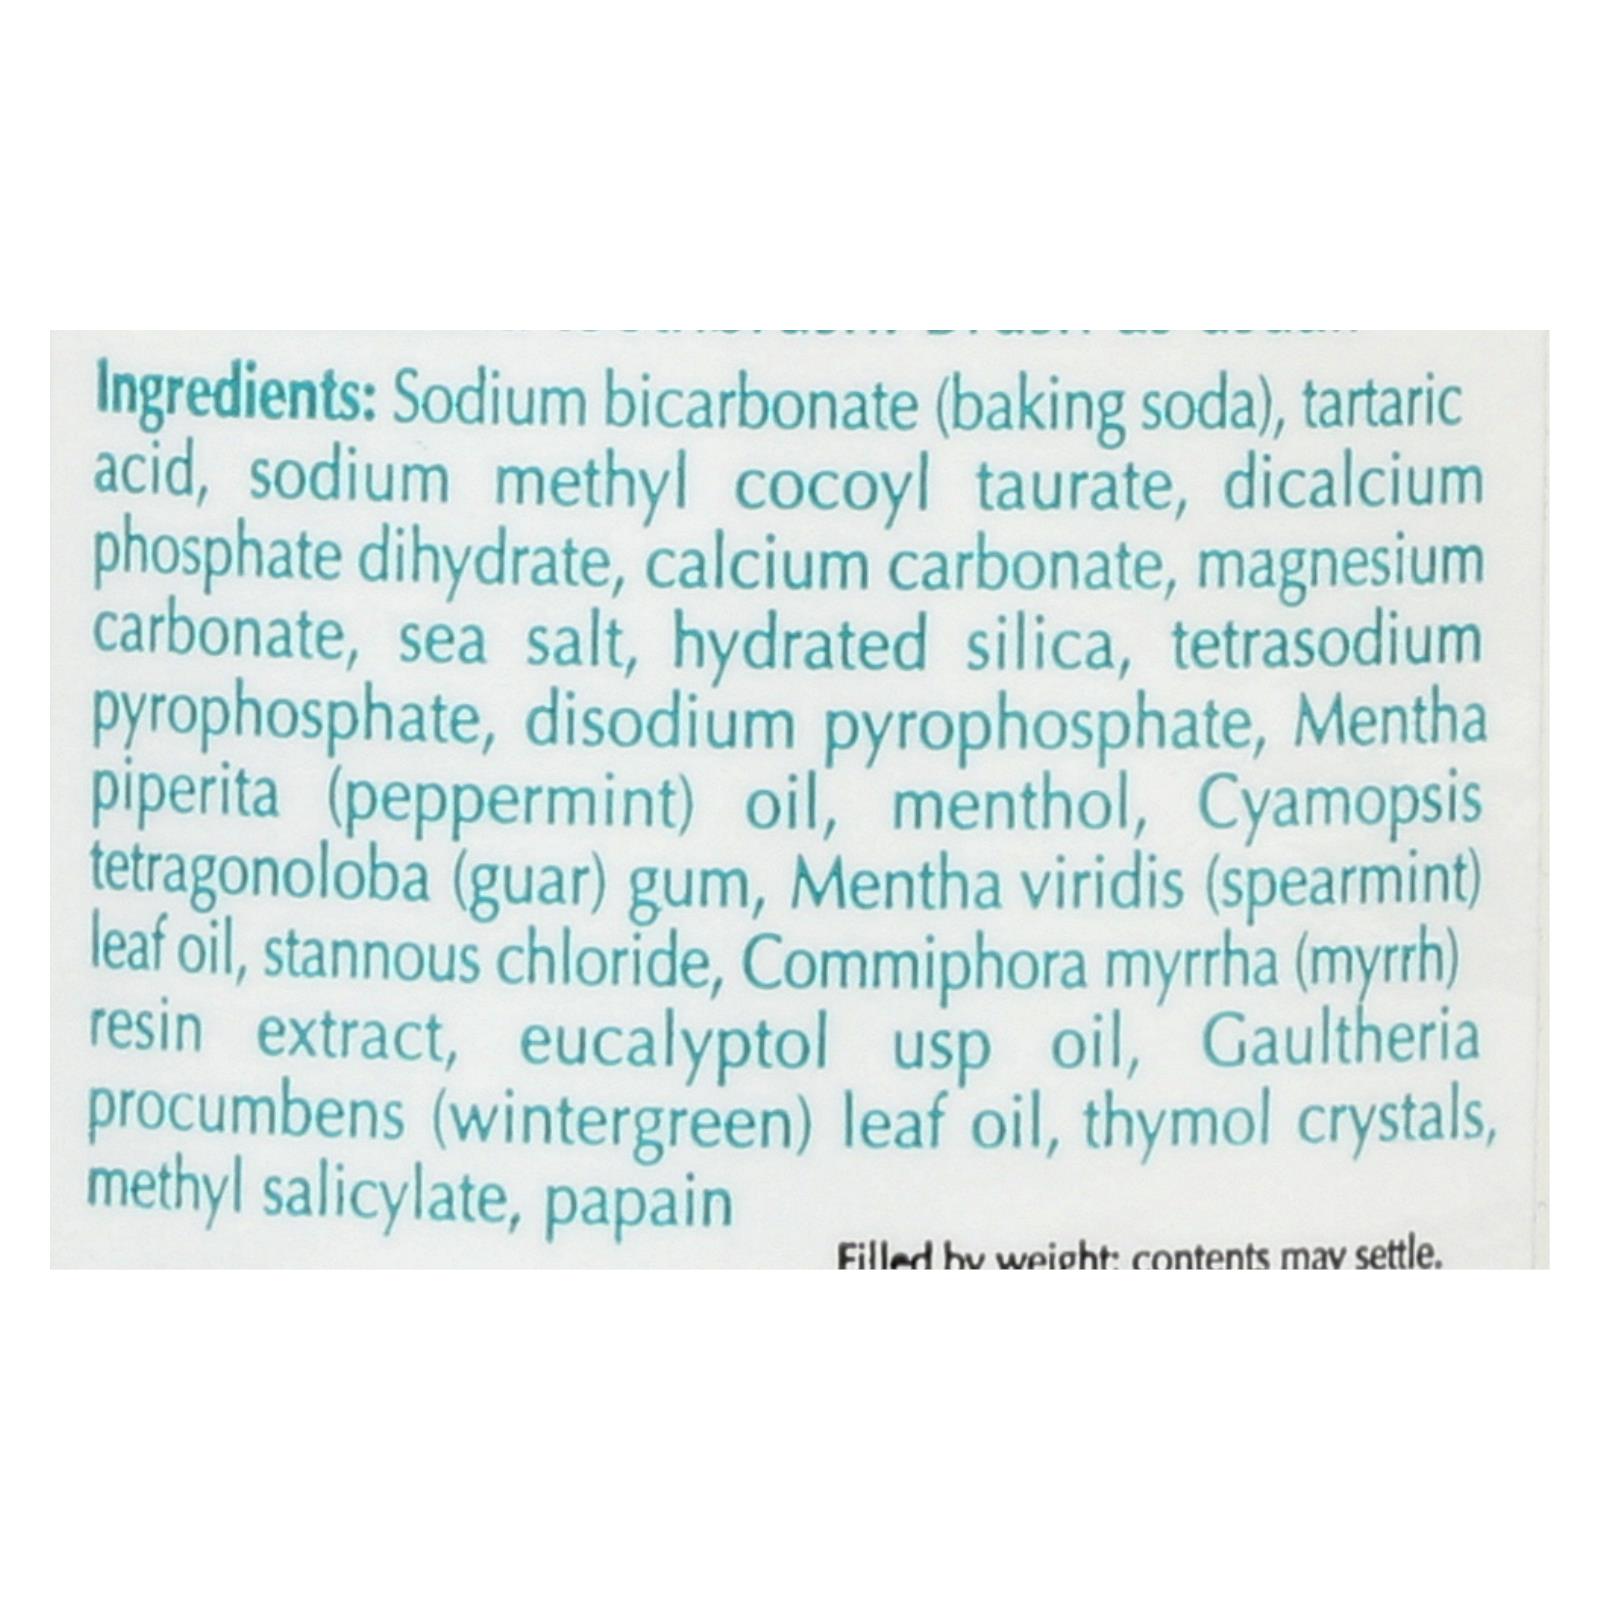 Ingredients: Sodium bicarbonate (baking soda), tartaric
acid, sodium methyl cocoyl taurate, dicalcium
phosphate dihydrate, calcium carbonate, magnesium
carbonate, sea salt, hydrated silica, tetrasodium
pyrophosphate, disodium pyrophosphate, Mentha
piperita (peppermint) oil, menthol, Cyamopsis
tetragonoloba (guar) gum, Mentha viridis (spearmint)
leaf oil, stannous chloride, Commiphora myrrha (myrrh)
resin extract, eucalyptol usp oil, Gaultheria
procumbens (wintergreen) leaf oil, thymol crystals,
methyl salicylate, papain
Filled by weight; contents may settle.